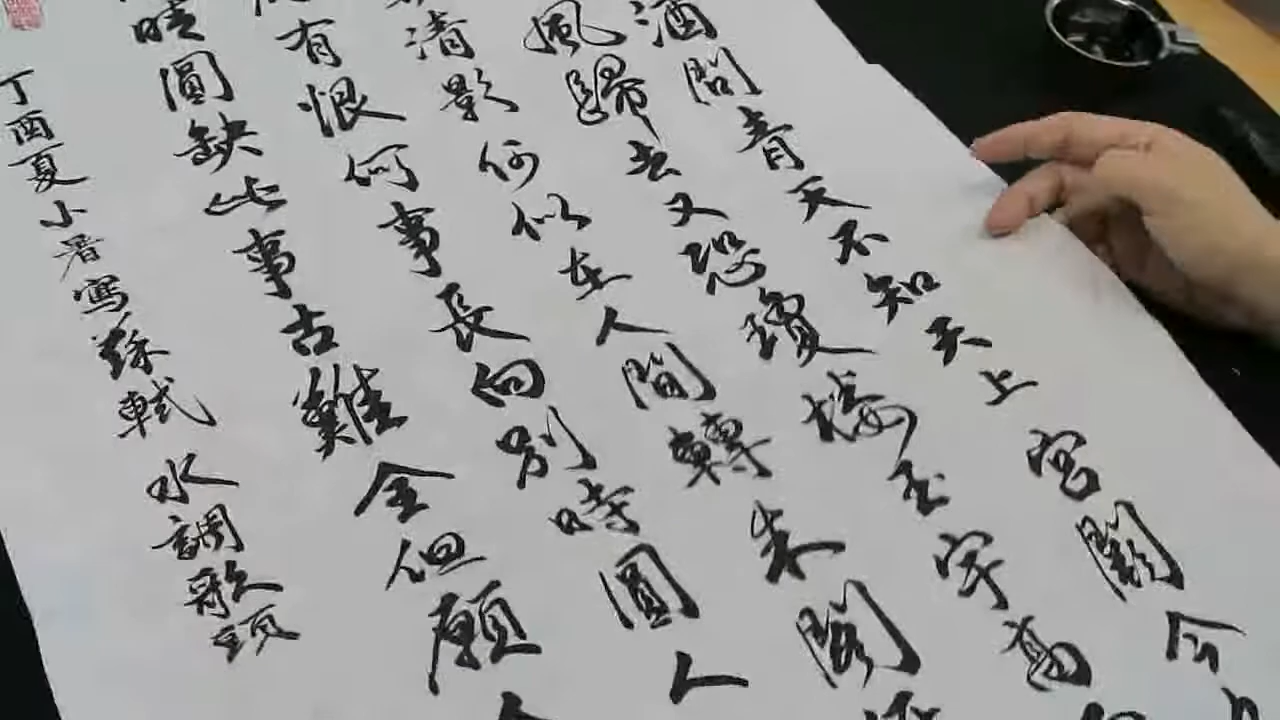 酒問青天不知天上宮闕今
風歸去又恐瓊樓玉宇高
清影何似在人間轉朱閣
有恨何事長向別時圓人
晴圓缺此事古難全但願人
丁酉夏小暑寫蘇軾水調歌頭